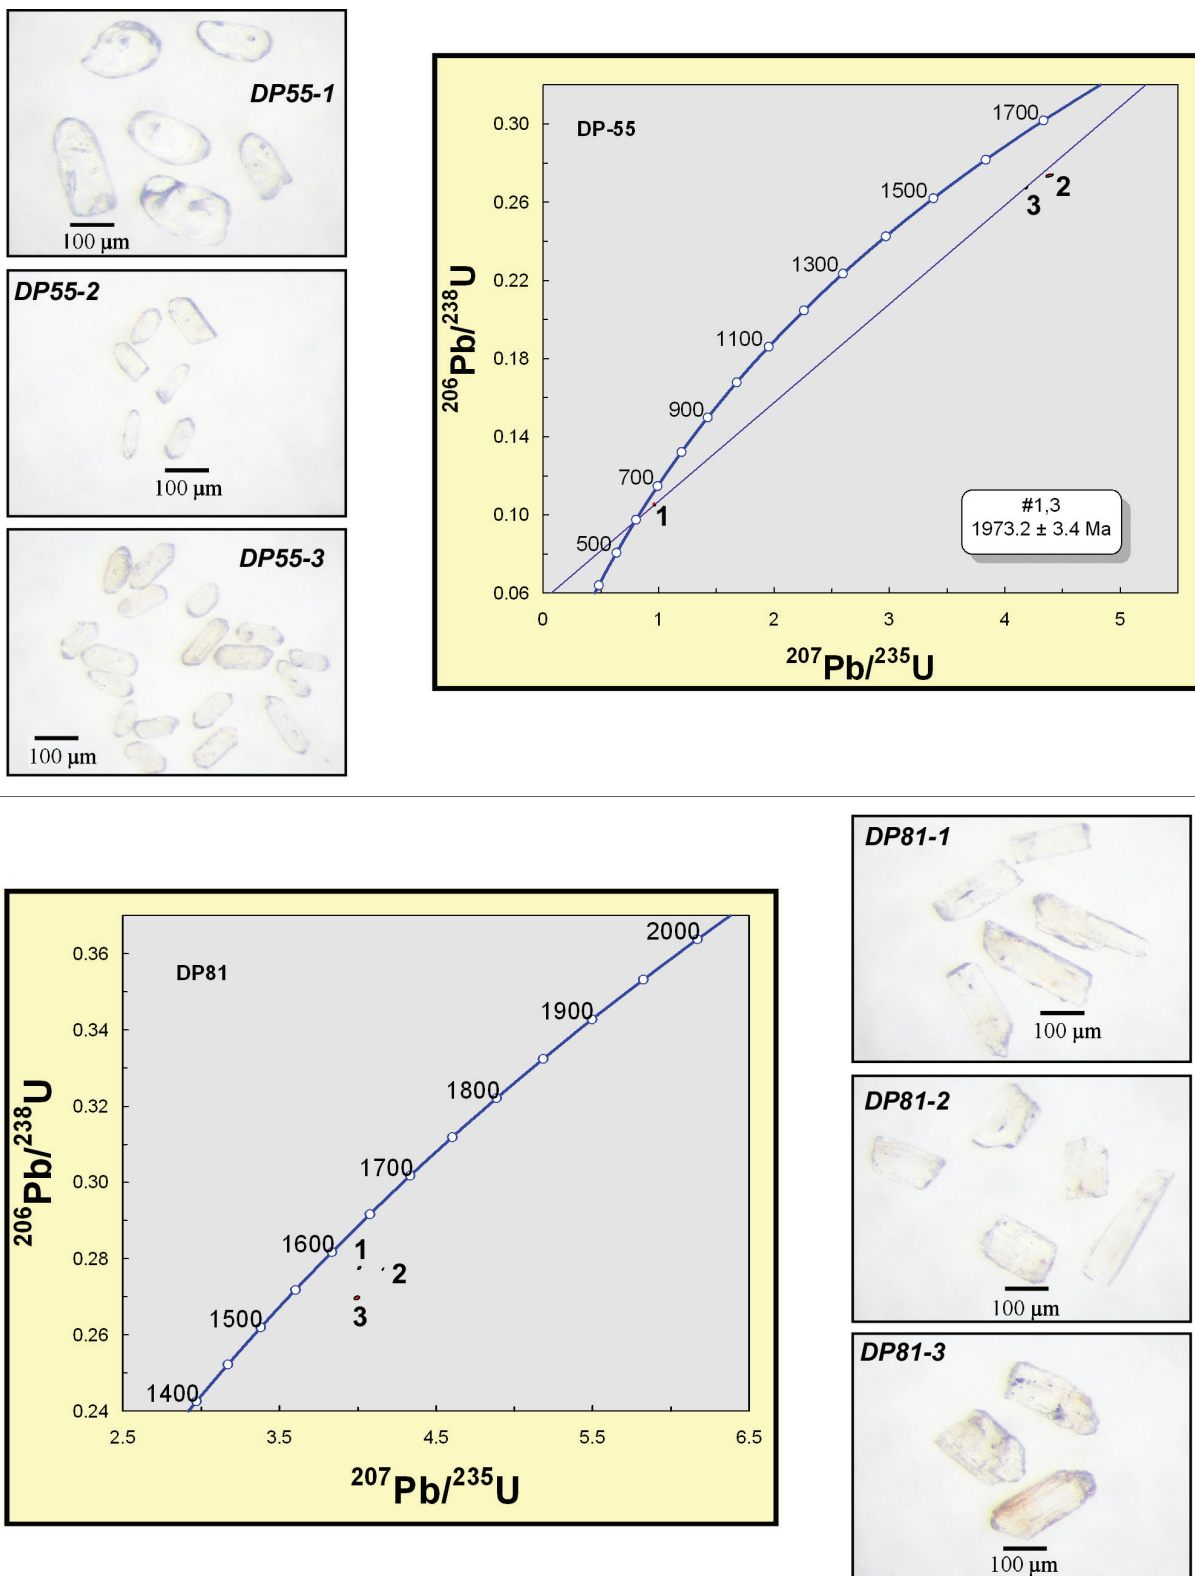 DP55-1
100 µm
DP55-2
100 µm
DP55-3
100 µm
DP-55
0.30
0.26
0.22
0.18
0.14
0.10
0.06
1700
1500
1300
1100
900
700
500
2
3
1
#1,3
1973.2 ± 3.4 Ma
0 1 2 3 4 5
206Pb/238U
207Pb/235U
DP81
0.36
0.34
0.32
0.30
0.28
0.26
0.24
2000
1900
1800
1700
1600
1500
1400
1
2
3
2.5 3.5 4.5 5.5 6.5
206Pb/238U
207Pb/235U
DP81-1
100 µm
DP81-2
100 µm
DP81-3
100 µm